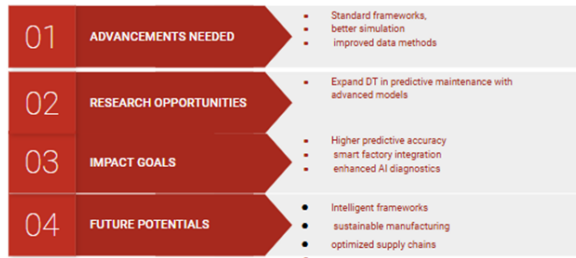 01
ADVANCEMENTS NEEDED
Standard frameworks,
better simulation
improved data methods
02
RESEARCH OPPORTUNITIES
Expand DT in predictive maintenance with
advanced models
03
IMPACT GOALS
Higher predictive accuracy
smart factory integration
enhanced AI diagnostics
04
FUTURE POTENTIALS
Intelligent frameworks
sustainable manufacturing
optimized supply chains